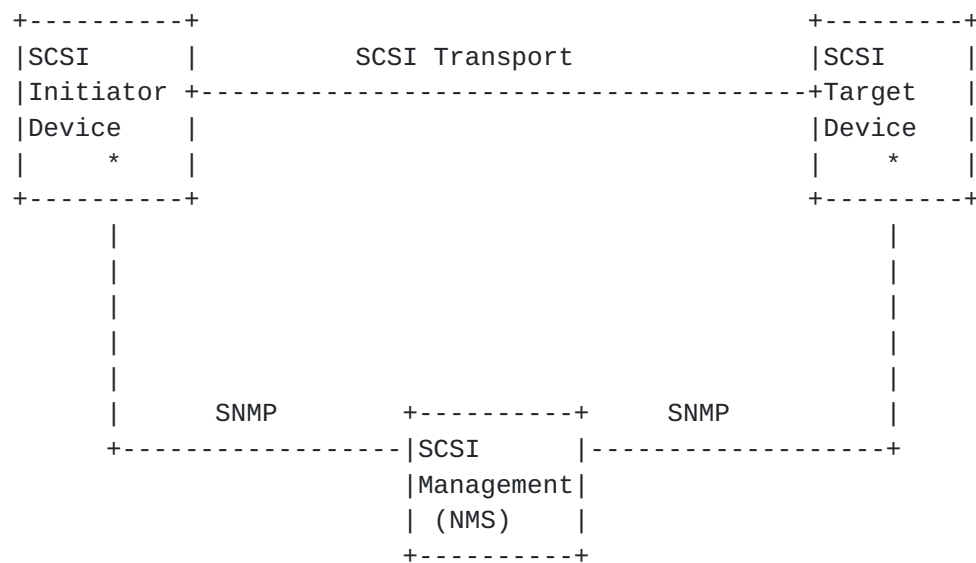 SCSI SCSI Transport SCSI
Initiator Target
Device Device
* *
SNMP SNMP
SCSI
Management
(NMS)